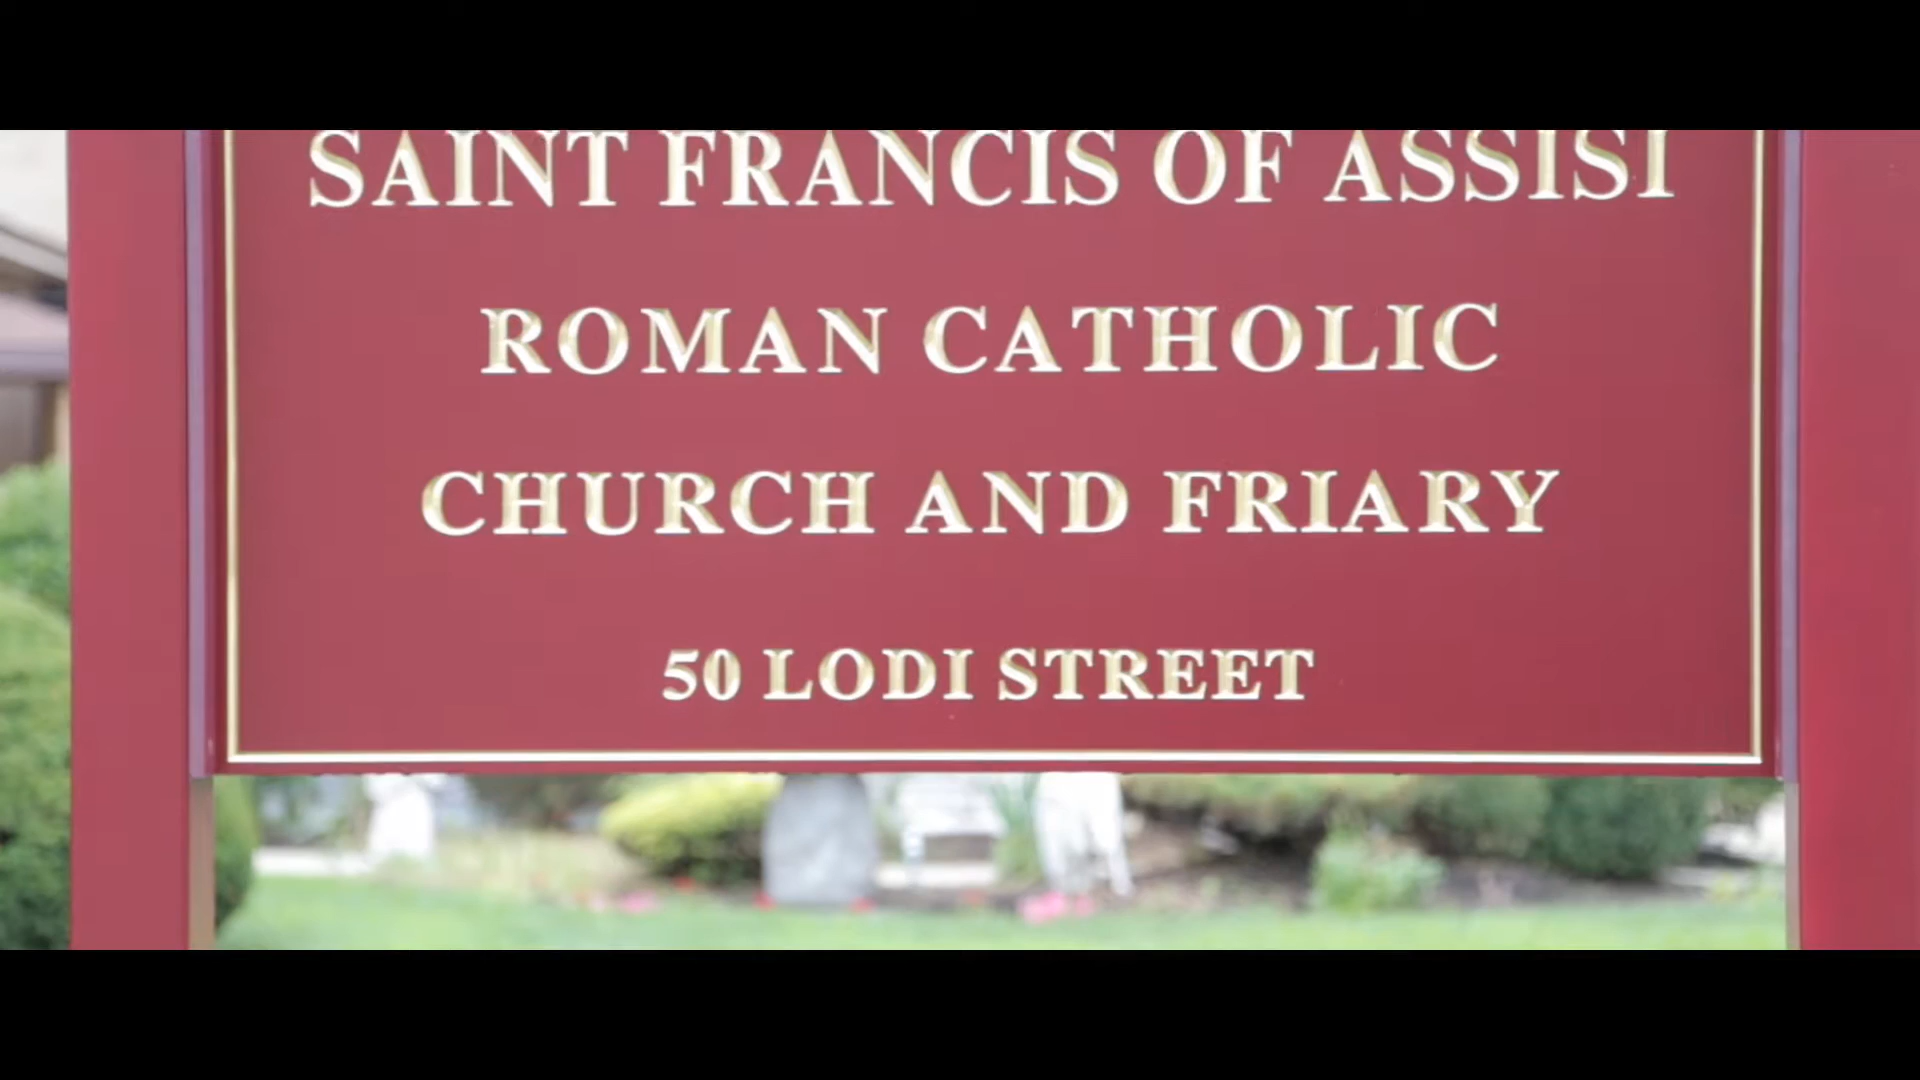 SAINT FRANCIS OF ASSISI
ROMAN CATHOLIC
CHURCH AND FRIARY
50 LODI STREET